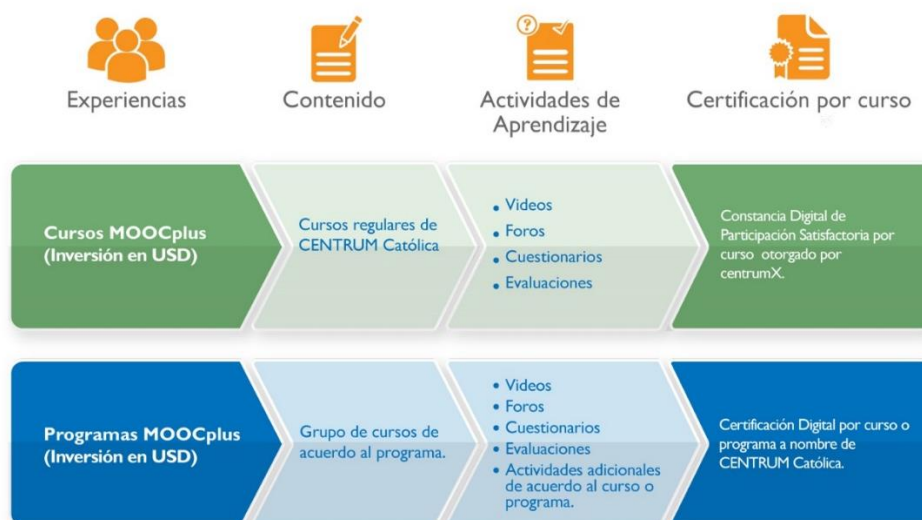 Experiencias
Contenido
Actividades de
Aprendizaje
Certificación por curso
Cursos MOOCplus
(Inversión en USD)
Cursos regulares de
CENTRUM Católica
• Videos
• Foros
• Cuestionarios
• Evaluaciones
Constancia Digital de
Participación Satisfactoria por
curso otorgado por
centrumX.
Programas MOOCplus
(Inversión en USD)
Grupo de cursos de
acuerdo al programa.
• Videos
• Foros
• Cuestionarios
• Evaluaciones
• Actividades adicionales
de acuerdo al curso o
programa.
Certificación Digital por curso o
programa a nombre de
CENTRUM Católica.